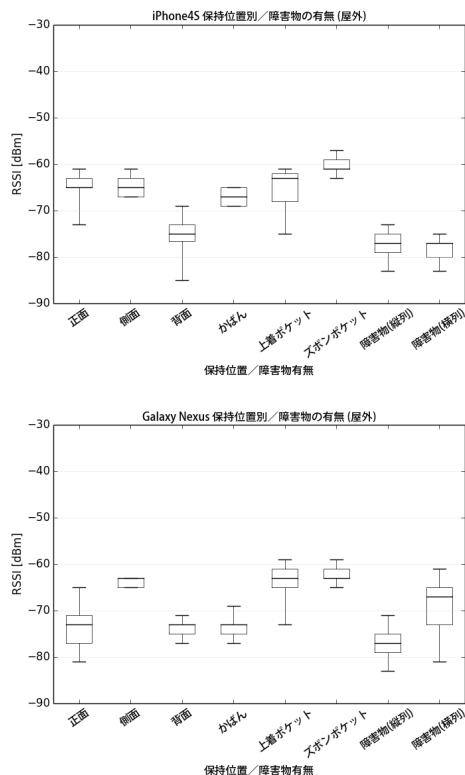 iPhone4S 保持位置別／障害物の有無 (屋外)
−30
−40
−50
−60
−70
−80
−90
RSSI [dBm]
正面
側面
背面
かばん
上着ポケット
ズボンポケット
障害物(縦列)
障害物(横列)
保持位置／障害物有無
Galaxy Nexus 保持位置別／障害物の有無 (屋外)
−30
−40
−50
−60
−70
−80
−90
RSSI [dBm]
正面
側面
背面
かばん
上着ポケット
ズボンポケット
障害物(縦列)
障害物(横列)
保持位置／障害物有無